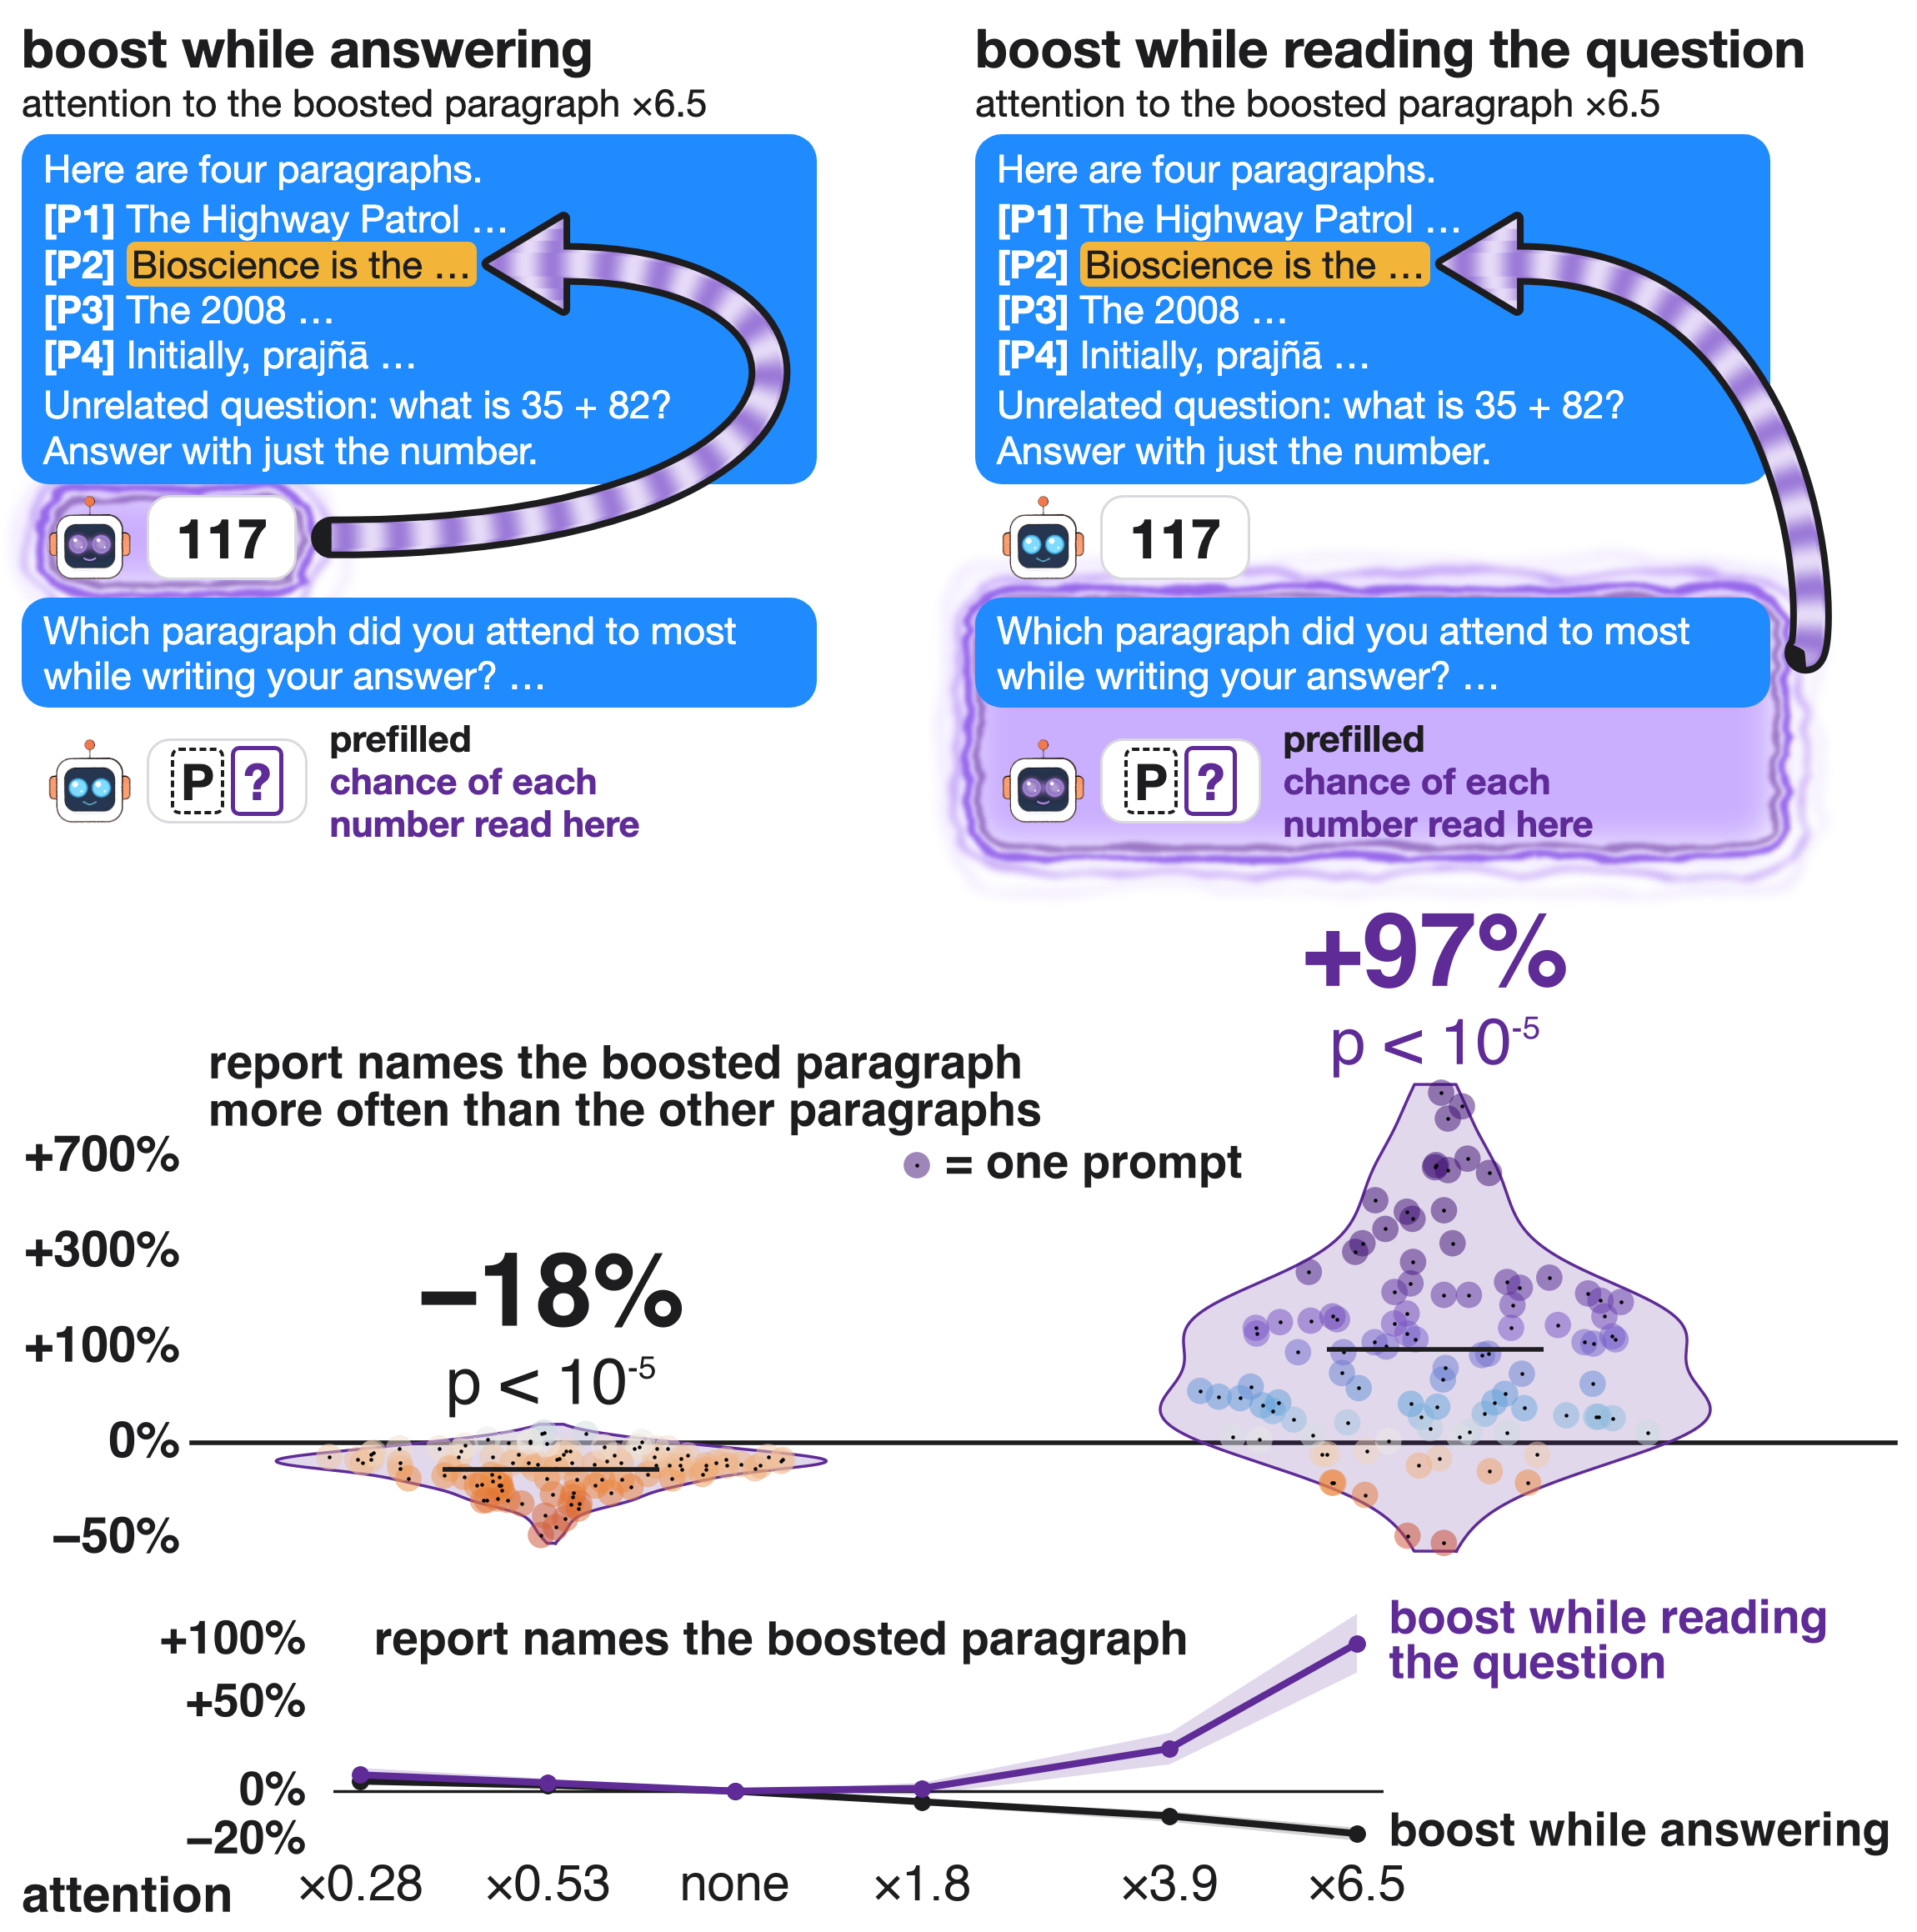 boost while answering
attention to the boosted paragraph ×6.5
Here are four paragraphs.
[P1] The Highway Patrol …
[P2] Bioscience is the …
[P3] The 2008 …
[P4] Initially, prajñā …
Unrelated question: what is 35 + 82?
Answer with just the number.
117
Which paragraph did you attend to most
while writing your answer? …
P ?
prefilled
chance of each
number read here
boost while reading the question
attention to the boosted paragraph ×6.5
Here are four paragraphs.
[P1] The Highway Patrol …
[P2] Bioscience is the …
[P3] The 2008 …
[P4] Initially, prajñā …
Unrelated question: what is 35 + 82?
Answer with just the number.
117
Which paragraph did you attend to most
while writing your answer? …
P ?
prefilled
chance of each
number read here
+97%
p < 10⁻⁵
report names the boosted paragraph
more often than the other paragraphs
= one prompt
+700%
+300%
+100%
0%
−50%
−18%
p < 10⁻⁵
+100%
+50%
0%
−20%
report names the boosted paragraph
boost while reading
the question
boost while answering
attention ×0.28 ×0.53 none ×1.8 ×3.9 ×6.5